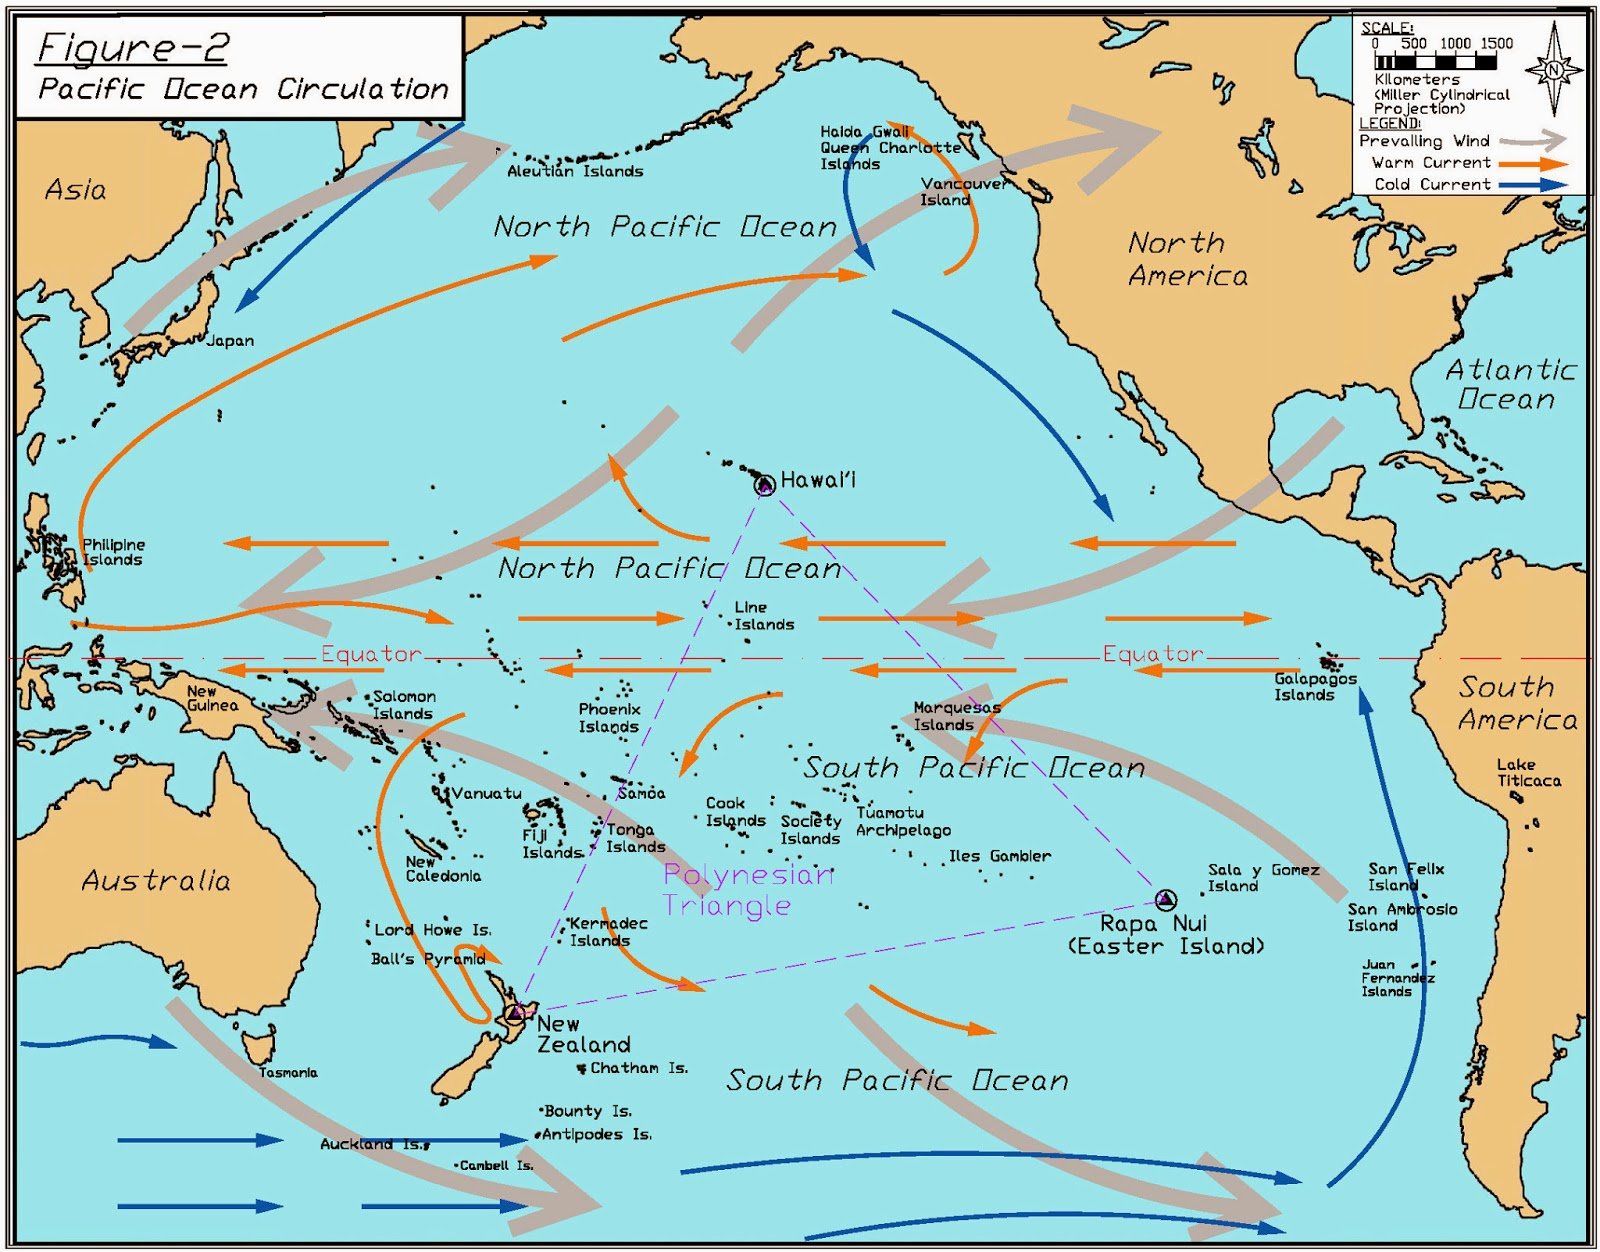 Figure-2
Pacific Ocean Circulation
SCALE:
0 500 1000 1500
Kilometers
(Miller Cylindrical
Projection)
LEGEND:
Prevailing Wind
Warm Current
Cold Current
N
Asia
Aleutian Islands
Haida Gwaii
Queen Charlotte
Islands
Vancouver
Island
North Pacific Ocean
North
America
Japan
Atlantic
Ocean
Hawai'i
Philipine
Islands
North Pacific Ocean
Line
Islands
Equator
Equator
New
Guinea
Solomon
Islands
Phoenix
Islands
Marquesas
Islands
Galapagos
Islands
South
America
South Pacific Ocean
Lake
Titicaca
Vanuatu
Samoa
Cook
Islands
Society
Islands
Tuamotu
Archipelago
Fiji
Islands
Tonga
Islands
New
Caledonia
Iles Gambier
Australia
Polynesian
Triangle
Sala y Gomez
Island
San Felix
Island
San Ambrosio
Island
Rapa Nui
(Easter Island)
Lord Howe Is.
Ball's Pyramid
Kermadec
Islands
Juan
Fernandez
Islands
New
Zealand
Tasmania
Chatham Is.
South Pacific Ocean
Bounty Is.
Antipodes Is.
Auckland Is.
Cambell Is.